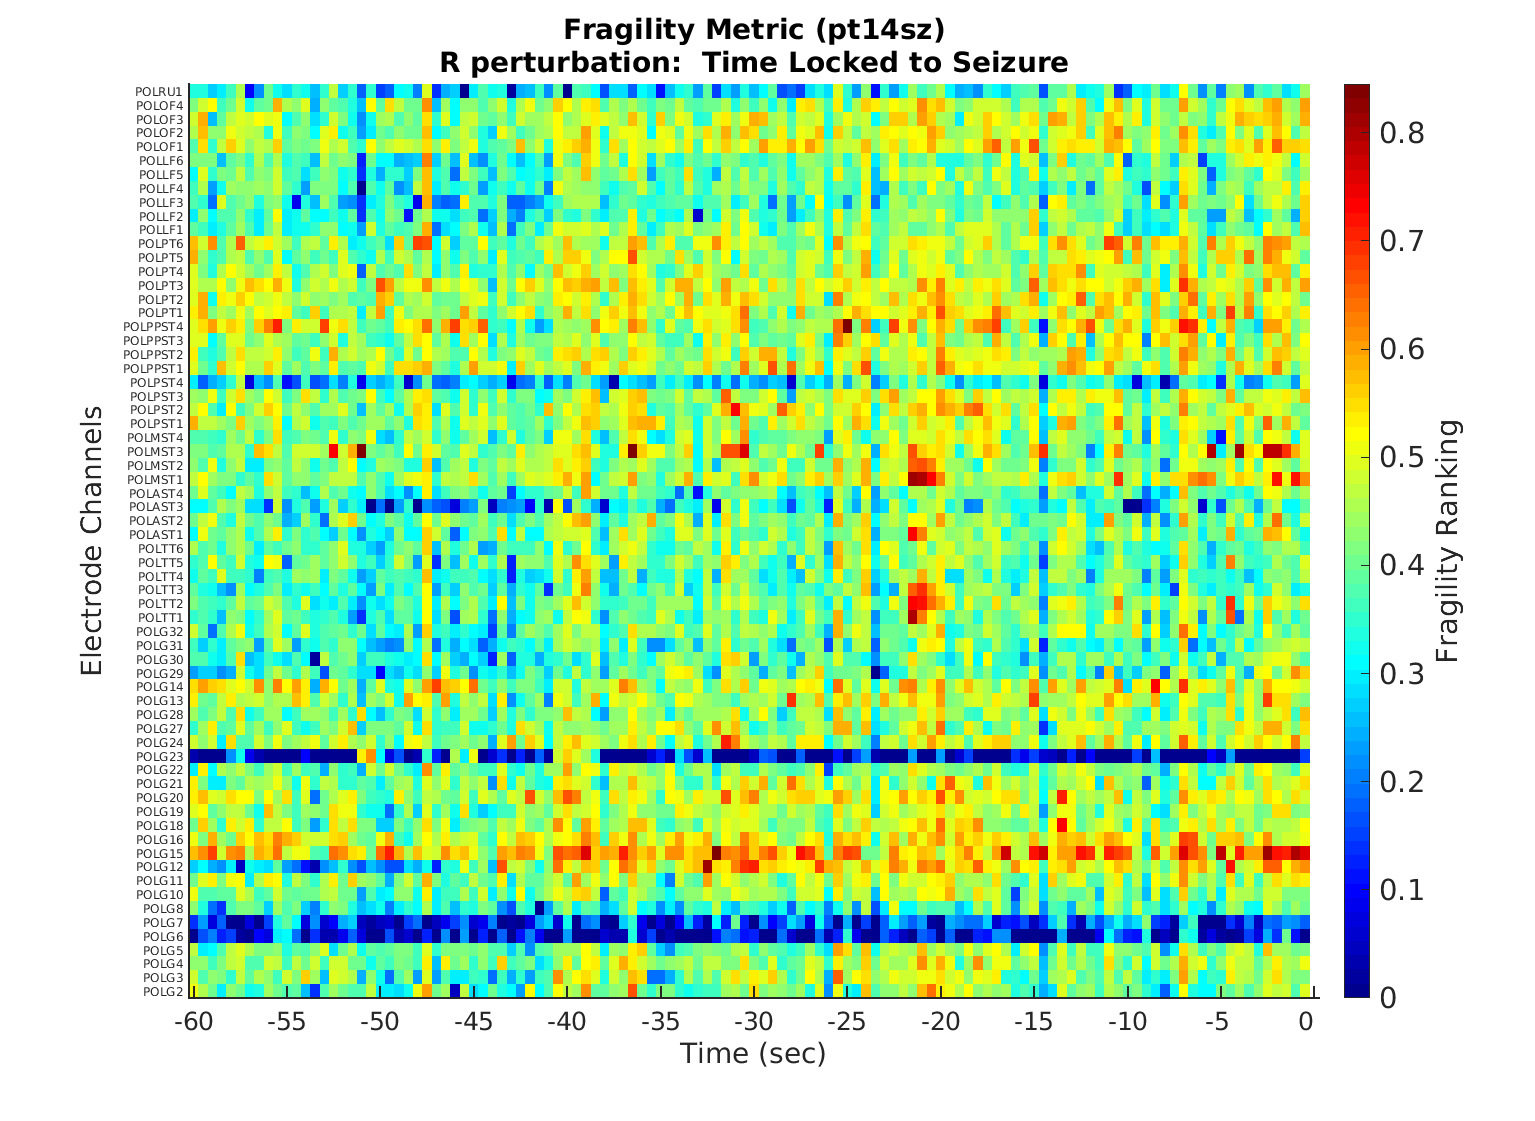 Fragility Metric (pt14sz)
R perturbation:  Time Locked to Seizure
POLRU1
POLOF4
POLOF3
POLOF2
POLOF1
POLLF6
POLLF5
POLLF4
POLLF3
POLLF2
POLLF1
POLPT6
POLPT5
POLPT4
POLPT3
POLPT2
POLPT1
POLPPST4
POLPPST3
POLPPST2
POLPPST1
POLPST4
POLPST3
POLPST2
POLPST1
POLMST4
POLMST3
POLMST2
POLMST1
POLAST4
POLAST3
POLAST2
POLAST1
POLTT6
POLTT5
POLTT4
POLTT3
POLTT2
POLTT1
POLG32
POLG31
POLG30
POLG29
POLG14
POLG13
POLG28
POLG27
POLG24
POLG23
POLG22
POLG21
POLG20
POLG19
POLG18
POLG16
POLG15
POLG12
POLG11
POLG10
POLG8
POLG7
POLG6
POLG5
POLG4
POLG3
POLG2
Electrode Channels
-60 -55 -50 -45 -40 -35 -30 -25 -20 -15 -10 -5 0
Time (sec)
0.8
0.7
0.6
0.5
0.4
0.3
0.2
0.1
0
Fragility Ranking